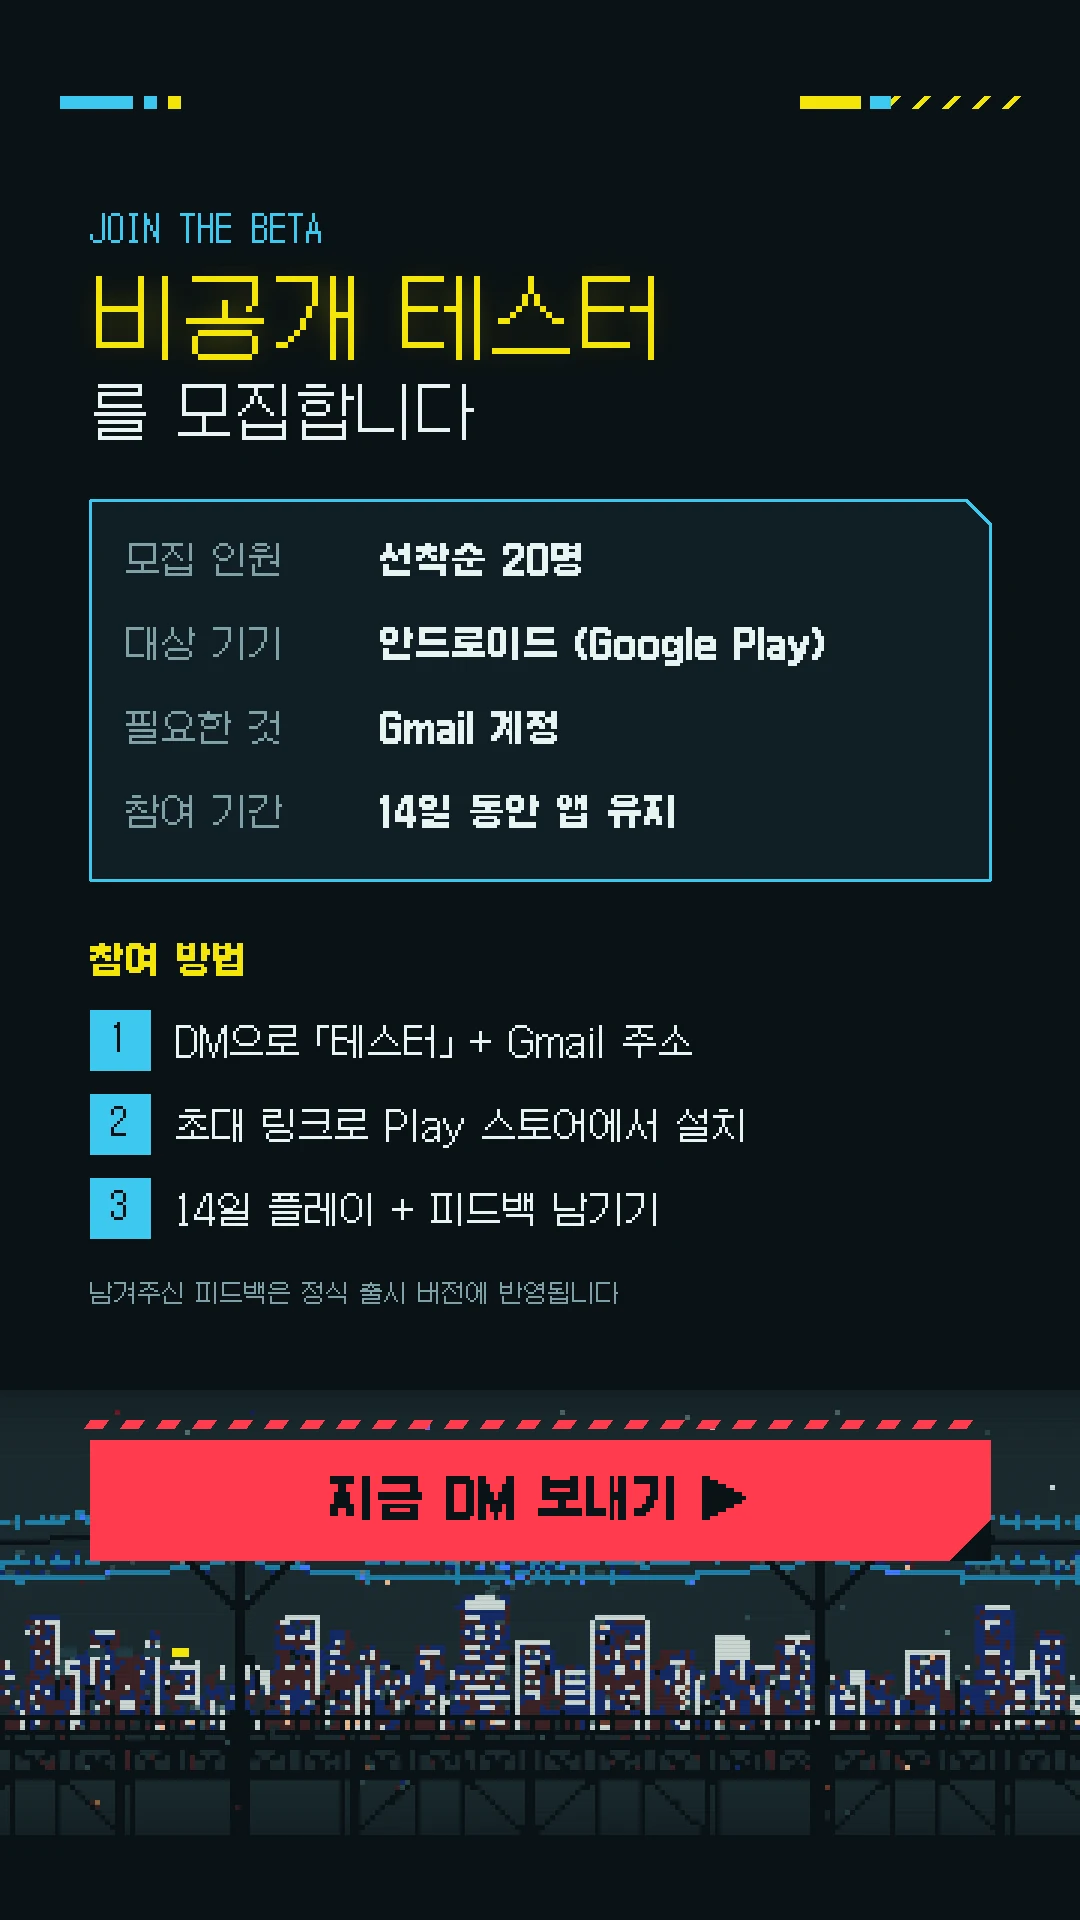 JOIN THE BETA
비공개 테스터
를 모집합니다
모집 인원 선착순 20명
대상 기기 안드로이드 (Google Play)
필요한 것 Gmail 계정
참여 기간 14일 동안 앱 유지
참여 방법
1 DM으로 「테스터」 + Gmail 주소
2 초대 링크로 Play 스토어에서 설치
3 14일 플레이 + 피드백 남기기
남겨주신 피드백은 정식 출시 버전에 반영됩니다
지금 DM 보내기 ▶